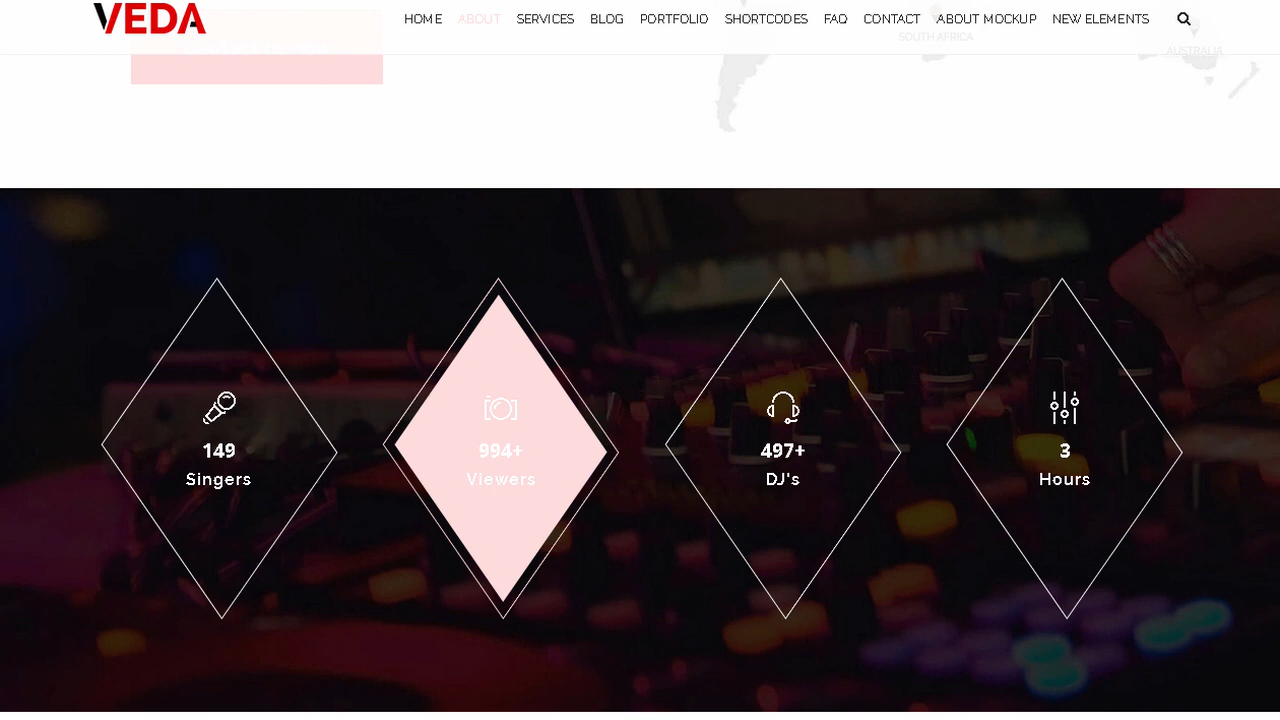 VEDA
HOME ABOUT SERVICES BLOG PORTFOLIO SHORTCODES FAQ CONTACT ABOUT MOCKUP NEW ELEMENTS
SOUTH AFRICA
AUSTRALIA
149
Singers
994+
Viewers
497+
DJ's
3
Hours